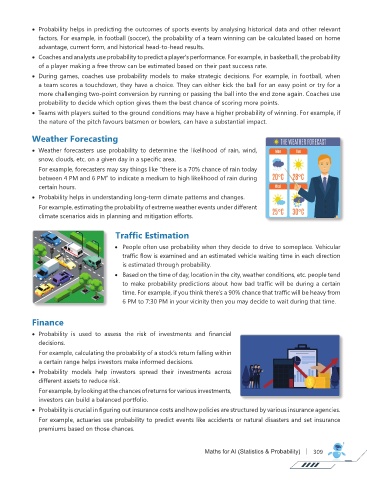 • Probability helps in predicting the outcomes of sports events by analysing historical data and other relevant
factors. For example, in football (soccer), the probability of a team winning can be calculated based on home
advantage, current form, and historical head-to-head results.
• Coaches and analysts use probability to predict a player's performance. For example, in basketball, the probability
of a player making a free throw can be estimated based on their past success rate.
• During games, coaches use probability models to make strategic decisions. For example, in football, when
a team scores a touchdown, they have a choice. They can either kick the ball for an easy point or try for a
more challenging two-point conversion by running or passing the ball into the end zone again. Coaches use
probability to decide which option gives them the best chance of scoring more points.
• Teams with players suited to the ground conditions may have a higher probability of winning. For example, if
the nature of the pitch favours batsmen or bowlers, can have a substantial impact.
Weather Forecasting
• Weather forecasters use probability to determine the likelihood of rain, wind,
snow, clouds, etc. on a given day in a specific area.
For example, forecasters may say things like "there is a 70% chance of rain today
between 4 PM and 6 PM" to indicate a medium to high likelihood of rain during
certain hours.
• Probability helps in understanding long-term climate patterns and changes.
For example, estimating the probability of extreme weather events under different
climate scenarios aids in planning and mitigation efforts.
THE WEATHER FORECAST
20°C 28°C
25°C 30°C
Traffic Estimation
• People often use probability when they decide to drive to someplace. Vehicular
traffic flow is examined and an estimated vehicle waiting time in each direction
is estimated through probability.
• Based on the time of day, location in the city, weather conditions, etc. people tend
to make probability predictions about how bad traffic will be during a certain
time. For example, if you think there's a 90% chance that traffic will be heavy from
6 PM to 7:30 PM in your vicinity then you may decide to wait during that time.
Finance
• Probability is used to assess the risk of investments and financial
decisions.
For example, calculating the probability of a stock's return falling within
a certain range helps investors make informed decisions.
• Probability models help investors spread their investments across
different assets to reduce risk.
For example, by looking at the chances of returns for various investments,
investors can build a balanced portfolio.
• Probability is crucial in figuring out insurance costs and how policies are structured by various insurance agencies.
For example, actuaries use probability to predict events like accidents or natural disasters and set insurance
premiums based on those chances.
Maths for AI (Statistics & Probability) | 309